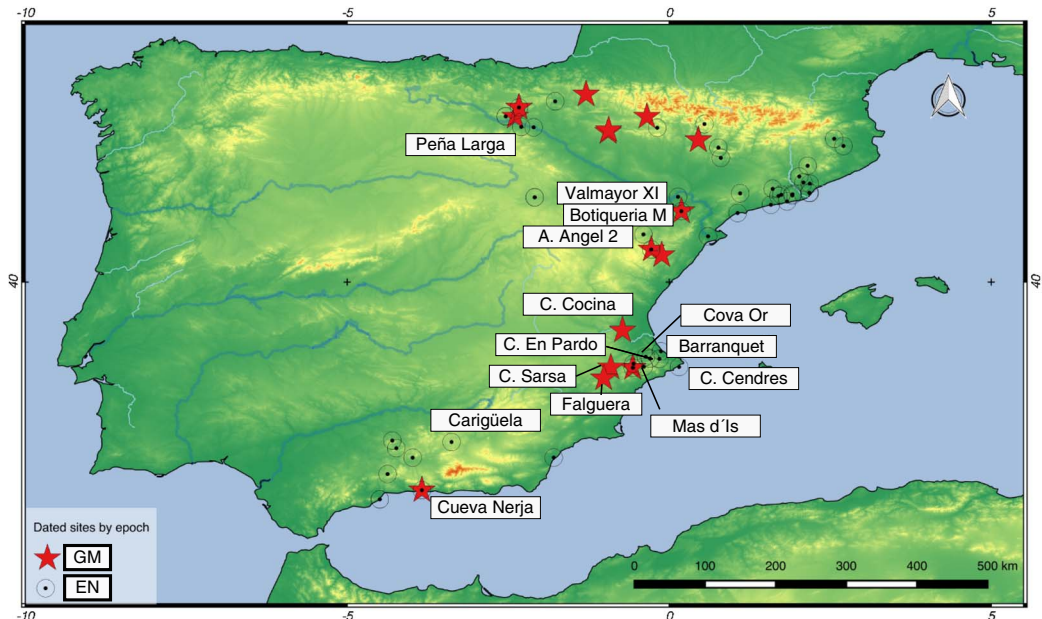 -5 0 5
Peña Larga
Valmayor XI
Botiqueria M
A. Angel 2
40 40
C. Cocina
Cova Or
C. En Pardo
Barranquet
C. Sarsa
C. Cendres
Falguera
Mas d´Is
Carigüela
Cueva Nerja
Dated sites by epoch
GM
EN
0 100 200 300 400 500 km
-10 -5 0 5